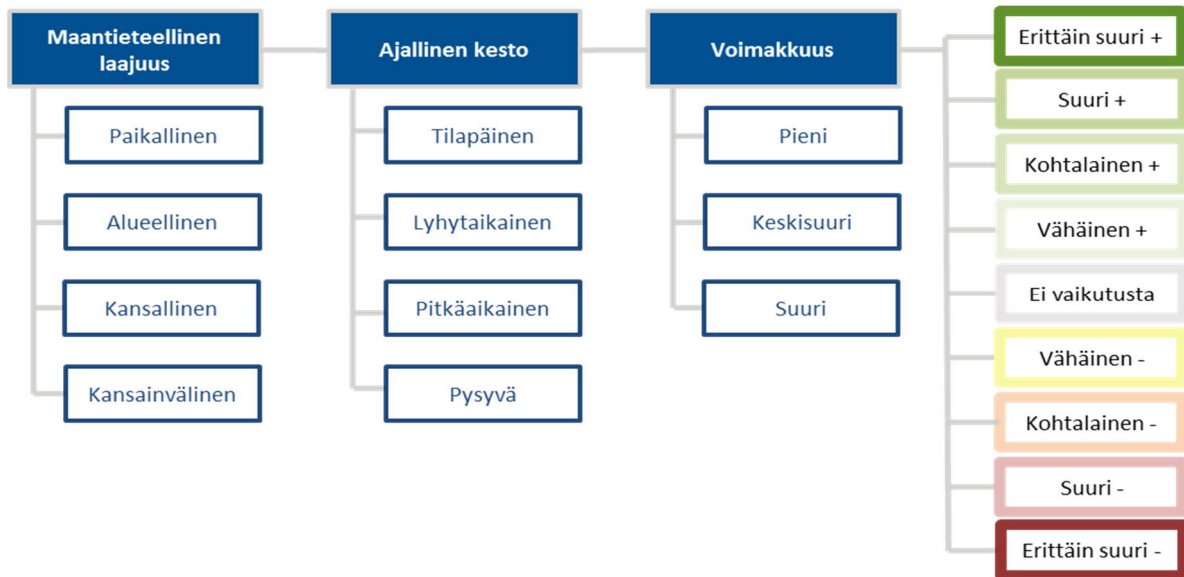 Maantieteellinen
laajuus
Paikallinen
Alueellinen
Kansallinen
Kansainvälinen
Ajallinen kesto
Tilapäinen
Lyhytaikainen
Pitkäaikainen
Pysyvä
Voimakkuus
Pieni
Keskisuuri
Suuri
Erittäin suuri +
Suuri +
Kohtalainen +
Vähäinen +
Ei vaikutusta
Vähäinen -
Kohtalainen -
Suuri -
Erittäin suuri -